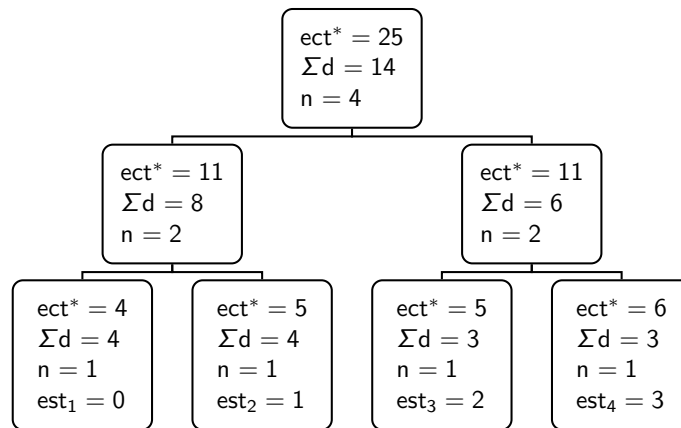 ect* = 25
Σd = 14
n = 4
ect* = 11
Σd = 8
n = 2
ect* = 11
Σd = 6
n = 2
ect* = 4
Σd = 4
n = 1
est₁ = 0
ect* = 5
Σd = 4
n = 1
est₂ = 1
ect* = 5
Σd = 3
n = 1
est₃ = 2
ect* = 6
Σd = 3
n = 1
est₄ = 3